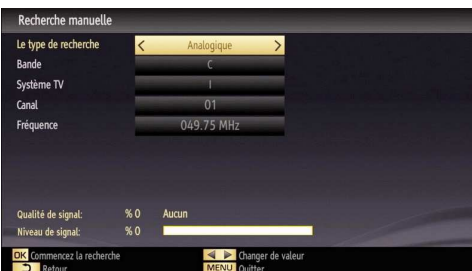 Recherche manuelle
Le type de recherche < Analogique >
Bande C
Système TV I
Canal 01
Fréquence 049.75 MHz
Qualité de signal: % 0 Aucun
Niveau de signal: % 0
OK Commencez la recherche ◀ ▶ Changer de valeur
Retour MENU Quitter